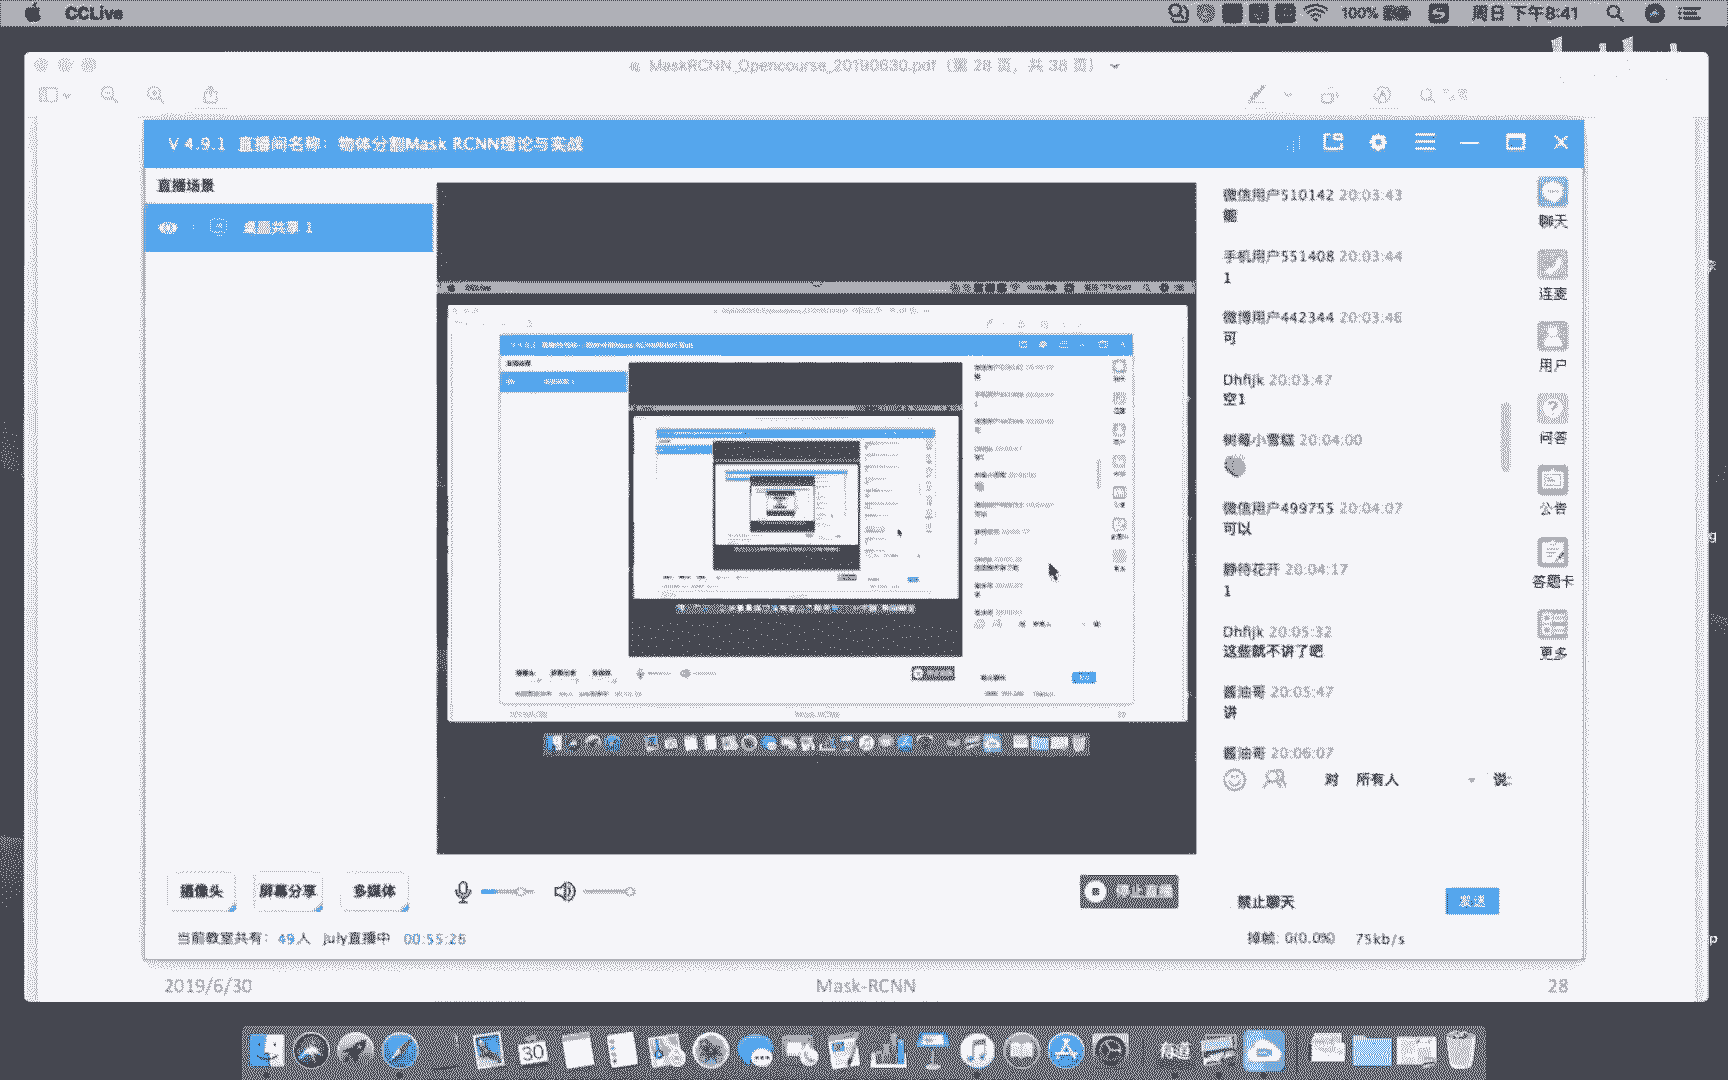 CCLive
100%
周日 下午8:41
MaskRCNN_Opencourse_20190630.pdf（第 28 页，共 38 页）
V 4.9.1 直播间名称：物体分割Mask RCNN理论与实战
直播场景
桌面共享 1
微信用户510142 20:03:43
能
手机用户551408 20:03:44
1
微博用户442344 20:03:46
可
Dhfijk 20:03:47
空1
树莓小雪糕 20:04:00
微信用户499755 20:04:07
可以
静待花开 20:04:17
1
Dhfijk 20:05:32
这些就不讲了吧
酱油哥 20:05:47
讲
酱油哥 20:06:07
对 所有人 说:
聊天
连麦
用户
问答
公告
答题卡
更多
摄像头
屏幕分享
多媒体
停止直播
禁止聊天
发送
当前教室共有: 49人 july直播中 00:55:26
掉帧: 0(0.0%) 75kb/s
2019/6/30
Mask-RCNN
28
30
有道